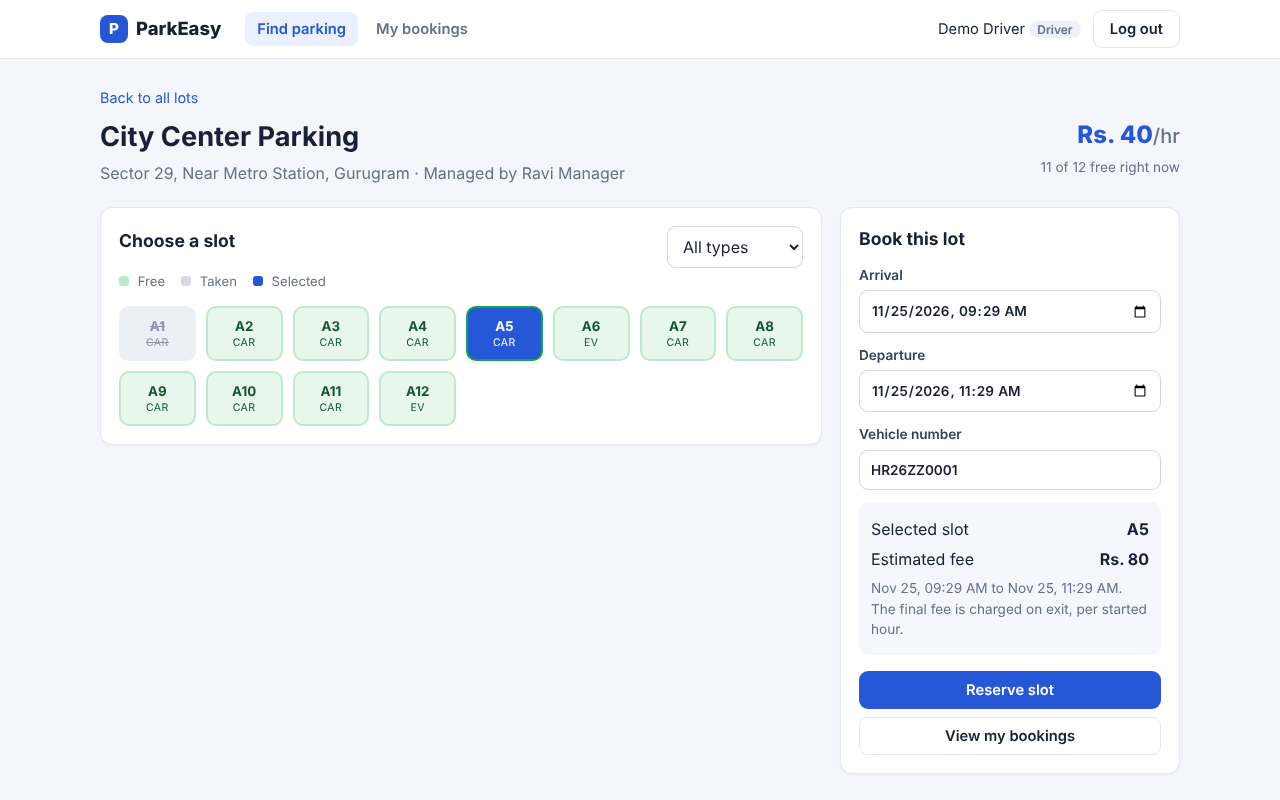 P ParkEasy Find parking My bookings Demo Driver Driver Log out
Back to all lots
City Center Parking
Rs. 40/hr
Sector 29, Near Metro Station, Gurugram · Managed by Ravi Manager
11 of 12 free right now
Choose a slot
All types
Free Taken Selected
A1 A2 A3 A4 A5 A6 A7 A8
CAR CAR CAR CAR CAR EV CAR CAR
A9 A10 A11 A12
CAR CAR CAR EV
Book this lot
Arrival
11/25/2026, 09:29 AM
Departure
11/25/2026, 11:29 AM
Vehicle number
HR26ZZ0001
Selected slot A5
Estimated fee Rs. 80
Nov 25, 09:29 AM to Nov 25, 11:29 AM.
The final fee is charged on exit, per started
hour.
Reserve slot
View my bookings